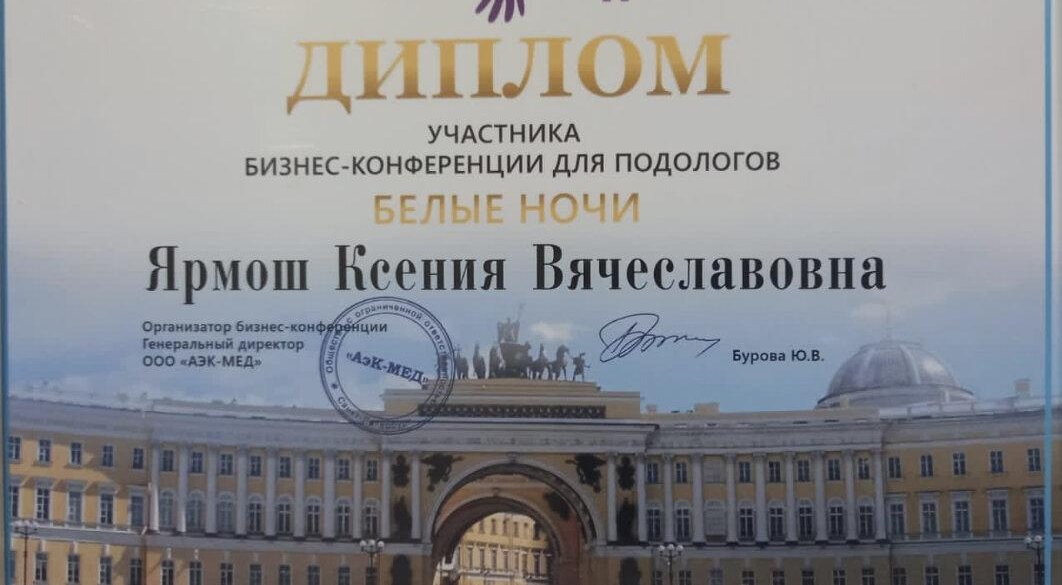 ДИПЛОМ
УЧАСТНИКА
БИЗНЕС-КОНФЕРЕНЦИИ ДЛЯ ПОДОЛОГОВ
БЕЛЫЕ НОЧИ
Ярмош Ксения Вячеславовна
Организатор бизнес-конференции
Генеральный директор
ООО «АЭК-МЕД»
Бурова Ю.В.
с ограниченной
«АэК-МЕД»